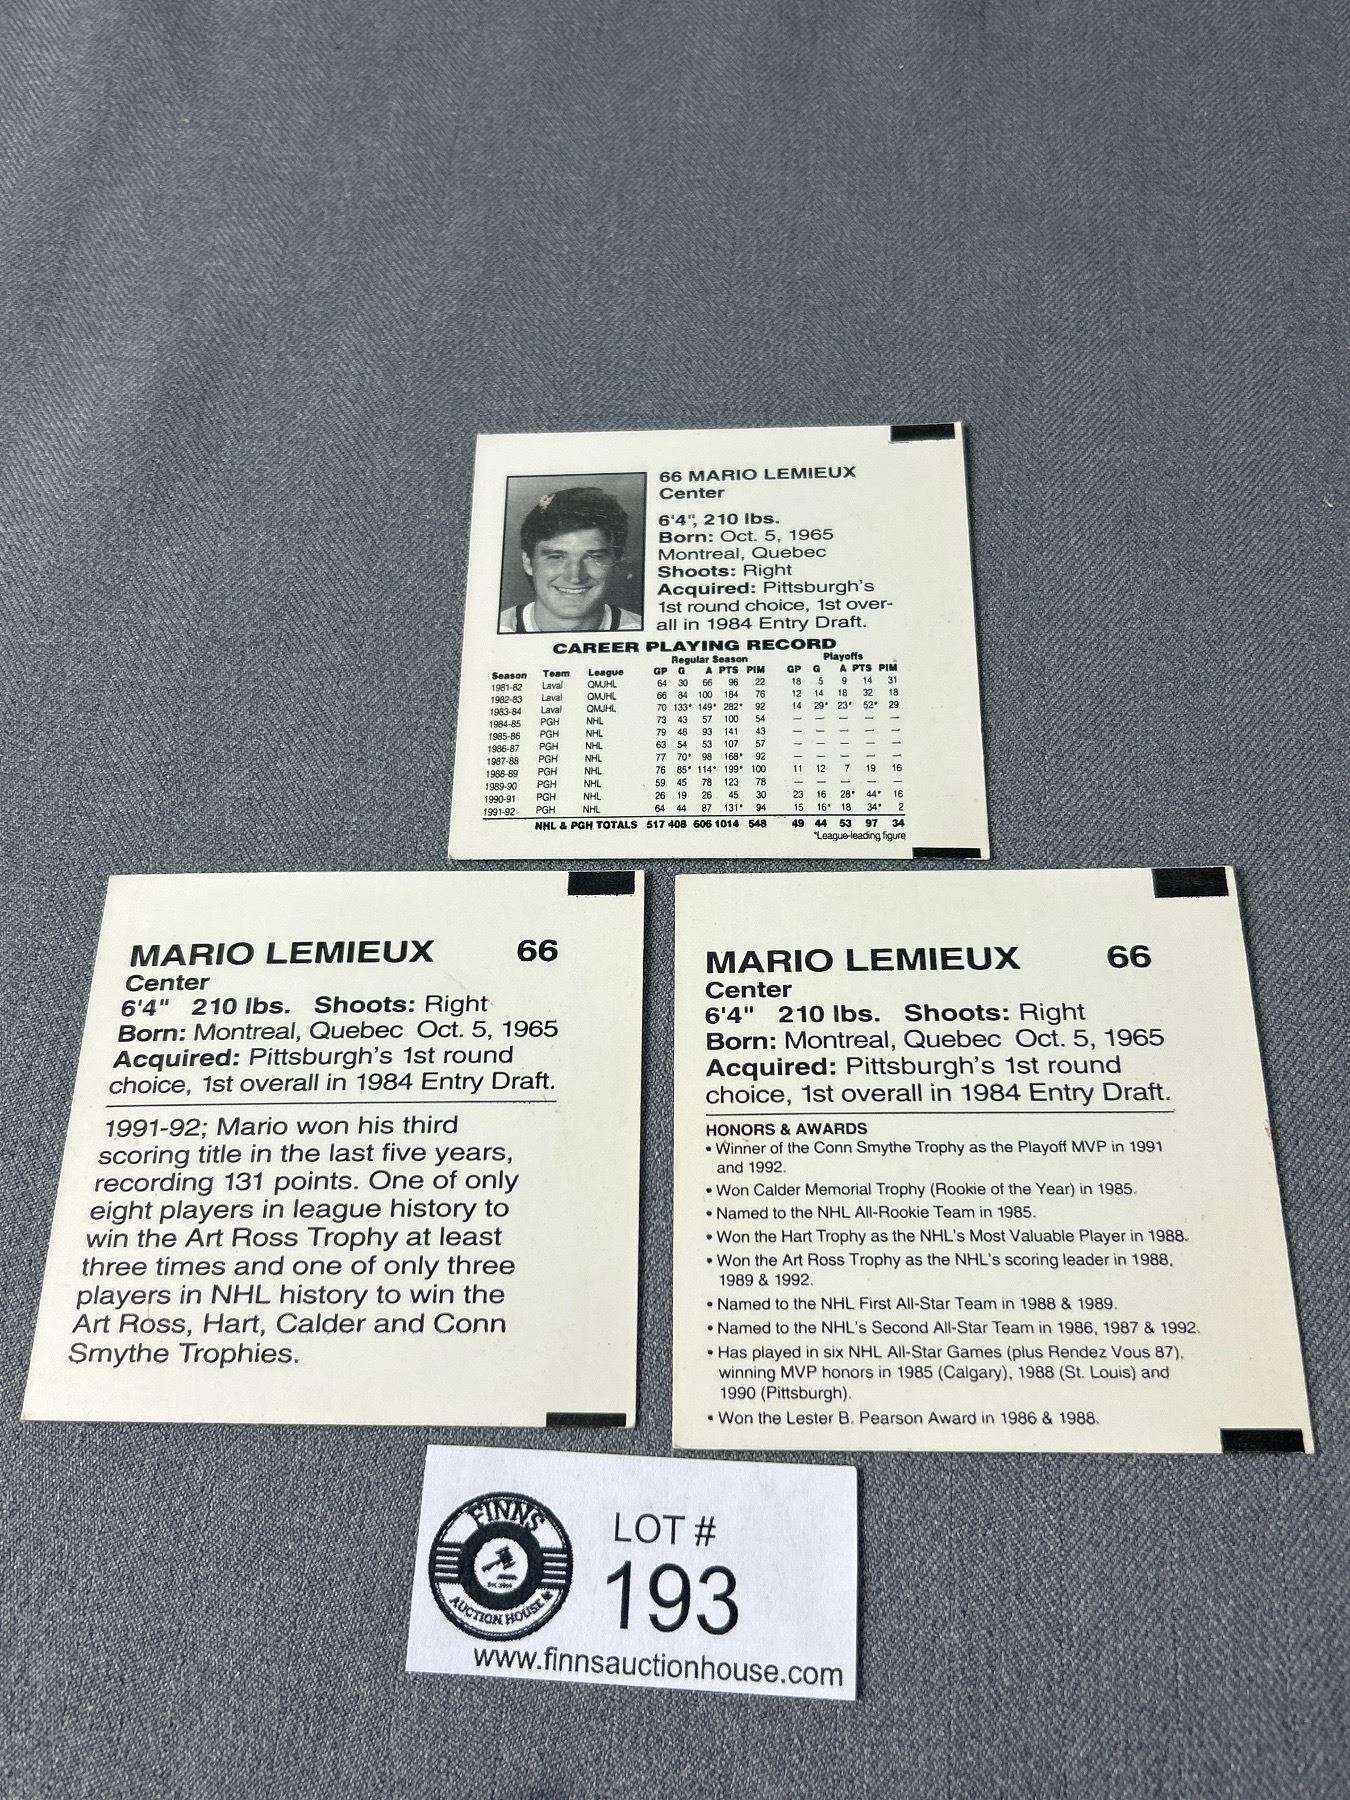 66 MARIO LEMIEUX
Center
6'4", 210 lbs.
Born: Oct. 5, 1965
Montreal, Quebec
Shoots: Right
Acquired: Pittsburgh's
1st round choice, 1st over-
all in 1984 Entry Draft.
CAREER PLAYING RECORD
Regular Season Playoffs
Season Team League GP G A PTS PIM GP G A PTS PIM
1981-82 Laval QMJHL 64 30 66 96 22 18 5 9 14 31
1982-83 Laval QMJHL 66 84 100 184 76 12 14 18 32 18
1983-84 Laval QMJHL 70 133* 149* 282* 92 14 29* 23* 52* 29
1984-85 PGH NHL 73 43 57 100 54 — — — — —
1985-86 PGH NHL 79 48 93 141 43 — — — — —
1986-87 PGH NHL 63 54 53 107 57 — — — — —
1987-88 PGH NHL 77 70* 98 168* 92 — — — — —
1988-89 PGH NHL 76 85* 114* 199* 100 11 12 7 19 16
1989-90 PGH NHL 59 45 78 123 78 — — — — —
1990-91 PGH NHL 26 19 26 45 30 23 16 28* 44* 16
1991-92 PGH NHL 64 44 87 131* 94 15 16* 18 34* 2
NHL & PGH TOTALS 517 408 606 1014 548 49 44 53 97 34
*League-leading figure
MARIO LEMIEUX 66
Center
6'4" 210 lbs. Shoots: Right
Born: Montreal, Quebec Oct. 5, 1965
Acquired: Pittsburgh's 1st round
choice, 1st overall in 1984 Entry Draft.
1991-92; Mario won his third
scoring title in the last five years,
recording 131 points. One of only
eight players in league history to
win the Art Ross Trophy at least
three times and one of only three
players in NHL history to win the
Art Ross, Hart, Calder and Conn
Smythe Trophies.
MARIO LEMIEUX 66
Center
6'4" 210 lbs. Shoots: Right
Born: Montreal, Quebec Oct. 5, 1965
Acquired: Pittsburgh's 1st round
choice, 1st overall in 1984 Entry Draft.
HONORS & AWARDS
• Winner of the Conn Smythe Trophy as the Playoff MVP in 1991
and 1992.
• Won Calder Memorial Trophy (Rookie of the Year) in 1985.
• Named to the NHL All-Rookie Team in 1985.
• Won the Hart Trophy as the NHL's Most Valuable Player in 1988.
• Won the Art Ross Trophy as the NHL's scoring leader in 1988,
1989 & 1992.
• Named to the NHL First All-Star Team in 1988 & 1989.
• Named to the NHL's Second All-Star Team in 1986, 1987 & 1992.
• Has played in six NHL All-Star Games (plus Rendez Vous 87),
winning MVP honors in 1985 (Calgary), 1988 (St. Louis) and
1990 (Pittsburgh).
• Won the Lester B. Pearson Award in 1986 & 1988.
FINNS
AUCTION HOUSE
LOT #
193
www.finnsauctionhouse.com